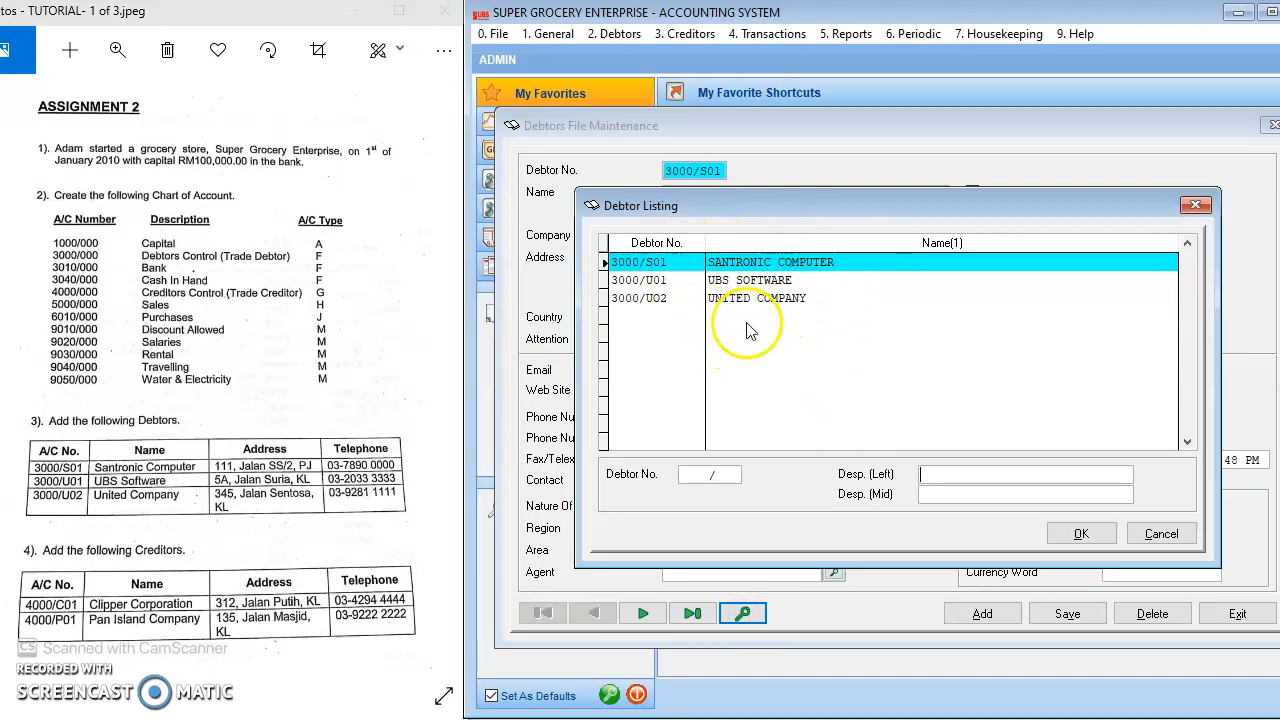 tos - TUTORIAL- 1 of 3.jpeg
ASSIGNMENT 2
1). Adam started a grocery store, Super Grocery Enterprise, on 1st of
January 2010 with capital RM100,000.00 in the bank.
2). Create the following Chart of Account.
A/C Number Description A/C Type
1000/000 Capital A
3000/000 Debtors Control (Trade Debtor) F
3010/000 Bank F
3040/000 Cash In Hand F
4000/000 Creditors Control (Trade Creditor) G
5000/000 Sales H
6010/000 Purchases J
9010/000 Discount Allowed M
9020/000 Salaries M
9030/000 Rental M
9040/000 Travelling M
9050/000 Water & Electricity M
3). Add the following Debtors.
A/C No. Name Address Telephone
3000/S01 Santronic Computer 111, Jalan SS/2, PJ 03-7890 0000
3000/U01 UBS Software 5A, Jalan Suria, KL 03-2033 3333
3000/U02 United Company 345, Jalan Sentosa, 03-9281 1111
KL
4). Add the following Creditors.
A/C No. Name Address Telephone
4000/C01 Clipper Corporation 312, Jalan Putih, KL 03-4294 4444
4000/P01 Pan Island Company 135, Jalan Masjid, 03-9222 2222
KL
CS Scanned with CamScanner
RECORDED WITH
SCREENCAST MATIC
UBS SUPER GROCERY ENTERPRISE - ACCOUNTING SYSTEM
0. File 1. General 2. Debtors 3. Creditors 4. Transactions 5. Reports 6. Periodic 7. Housekeeping 9. Help
ADMIN
My Favorites My Favorite Shortcuts
Debtors File Maintenance
Debtor No. 3000/S01
Name
Company
Address
Country
Attention
Email
Web Site
Phone Nu
Phone Nu
Fax/Telex
48 PM
Contact
Nature Of
Region
Area
Agent
Currency Word
Debtor Listing
Debtor No. Name(1)
3000/S01 SANTRONIC COMPUTER
3000/U01 UBS SOFTWARE
3000/UO2 UNITED COMPANY
Debtor No. / Desp. (Left)
Desp. (Mid)
OK Cancel
Add Save Delete Exit
Set As Defaults